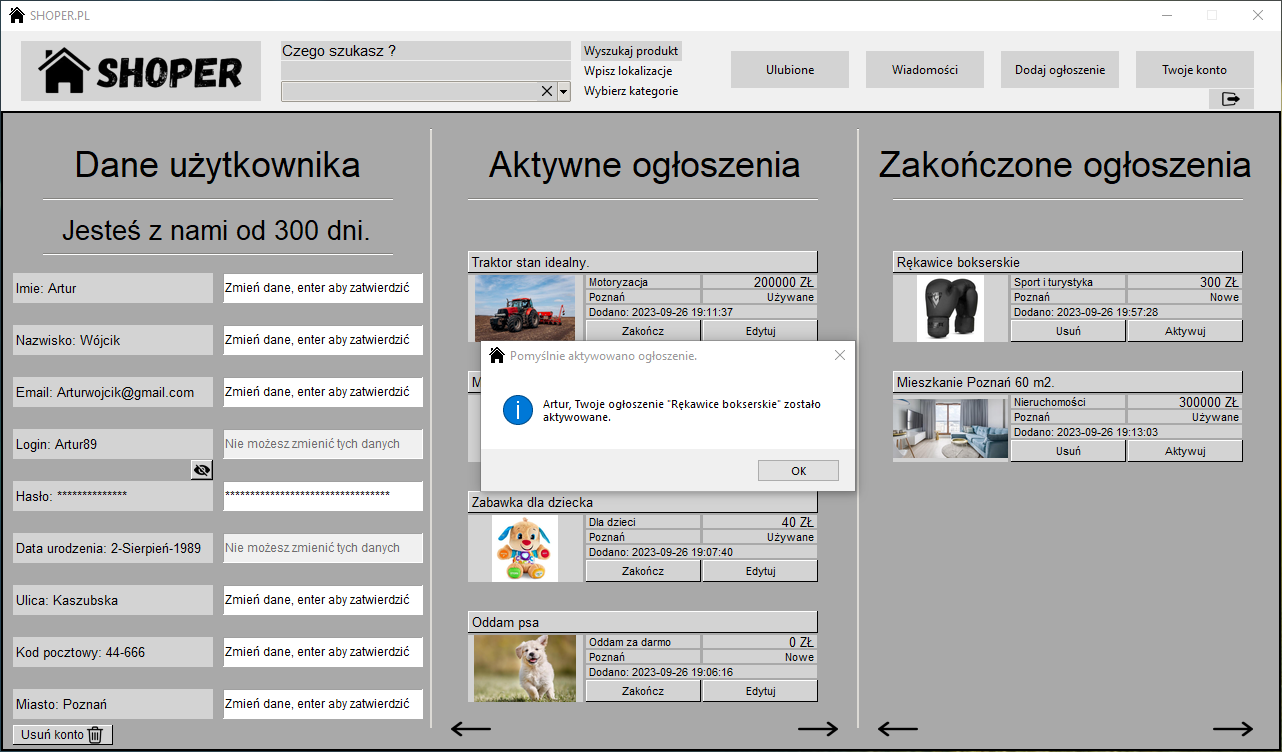 SHOPER.PL
SHOPER
Czego szukasz ?
Wyszukaj produkt
Wpisz lokalizacje
Wybierz kategorie
Ulubione
Wiadomości
Dodaj ogłoszenie
Twoje konto
Dane użytkownika
Jesteś z nami od 300 dni.
Imie: Artur
Zmień dane, enter aby zatwierdzić
Nazwisko: Wójcik
Zmień dane, enter aby zatwierdzić
Email: Arturwojcik@gmail.com
Zmień dane, enter aby zatwierdzić
Login: Artur89
Nie możesz zmienić tych danych
Hasło: **************
*********************************
Data urodzenia: 2-Sierpień-1989
Nie możesz zmienić tych danych
Ulica: Kaszubska
Zmień dane, enter aby zatwierdzić
Kod pocztowy: 44-666
Zmień dane, enter aby zatwierdzić
Miasto: Poznań
Zmień dane, enter aby zatwierdzić
Usuń konto
Aktywne ogłoszenia
Traktor stan idealny.
Motoryzacja 200000 ZŁ
Poznań Używane
Dodano: 2023-09-26 19:11:37
Zakończ Edytuj
Pomyślnie aktywowano ogłoszenie.
Artur, Twoje ogłoszenie "Rękawice bokserskie" zostało
aktywowane.
OK
Zabawka dla dziecka
Dla dzieci 40 ZŁ
Poznań Używane
Dodano: 2023-09-26 19:07:40
Zakończ Edytuj
Oddam psa
Oddam za darmo 0 ZŁ
Poznań Nowe
Dodano: 2023-09-26 19:06:16
Zakończ Edytuj
Zakończone ogłoszenia
Rękawice bokserskie
Sport i turystyka 300 ZŁ
Poznań Nowe
Dodano: 2023-09-26 19:57:28
Usuń Aktywuj
Mieszkanie Poznań 60 m2.
Nieruchomości 300000 ZŁ
Poznań Używane
Dodano: 2023-09-26 19:13:03
Usuń Aktywuj